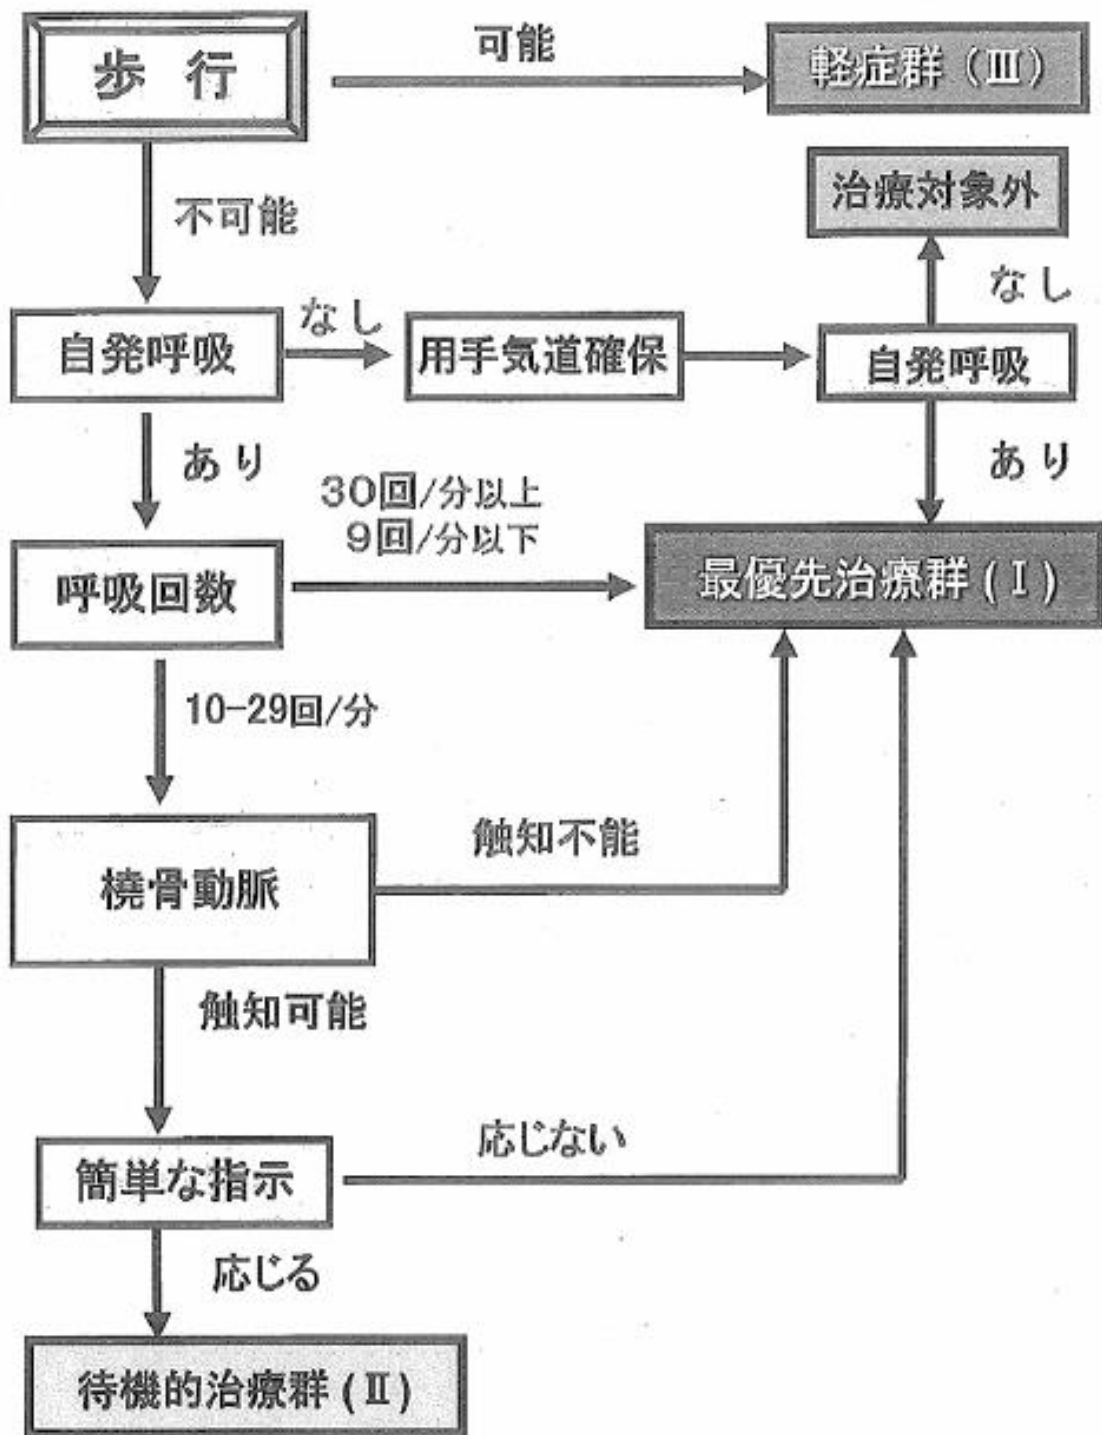 歩 行
可能
軽症群（Ⅲ）
不可能
治療対象外
なし
自発呼吸
なし
用手気道確保
自発呼吸
あり
あり
30回/分以上
9回/分以下
呼吸回数
最優先治療群(Ⅰ)
10-29回/分
橈骨動脈
触知不能
触知可能
簡単な指示
応じない
応じる
待機的治療群(Ⅱ)